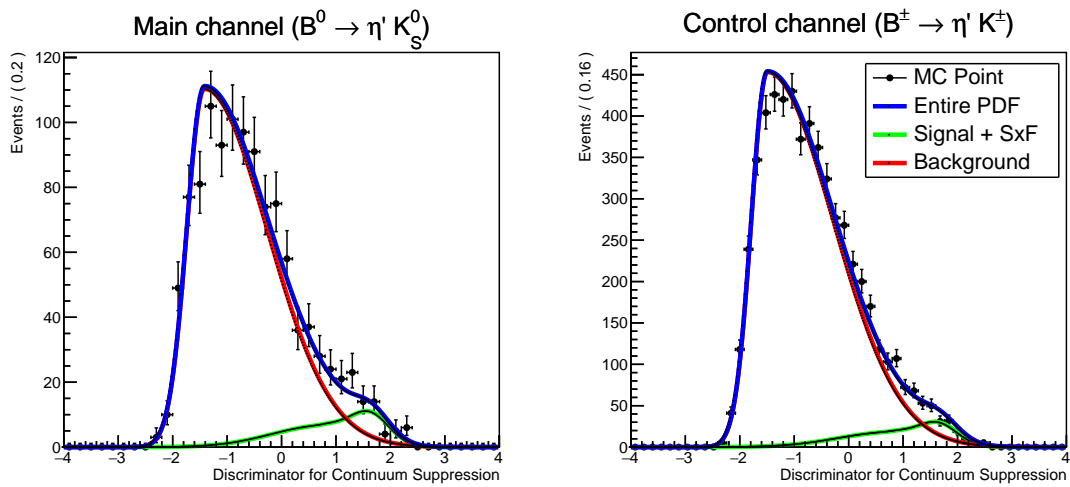 Main channel (B⁰ → η' K⁰_S)
Events / ( 0.2 )
120
100
80
60
40
20
0
−4 −3 −2 −1 0 1 2 3 4
Discriminator for Continuum Suppression
Control channel (B± → η' K±)
Events / ( 0.16 )
450
400
350
300
250
200
150
100
50
0
−4 −3 −2 −1 0 1 2 3 4
Discriminator for Continuum Suppression
MC Point
Entire PDF
Signal + SxF
Background